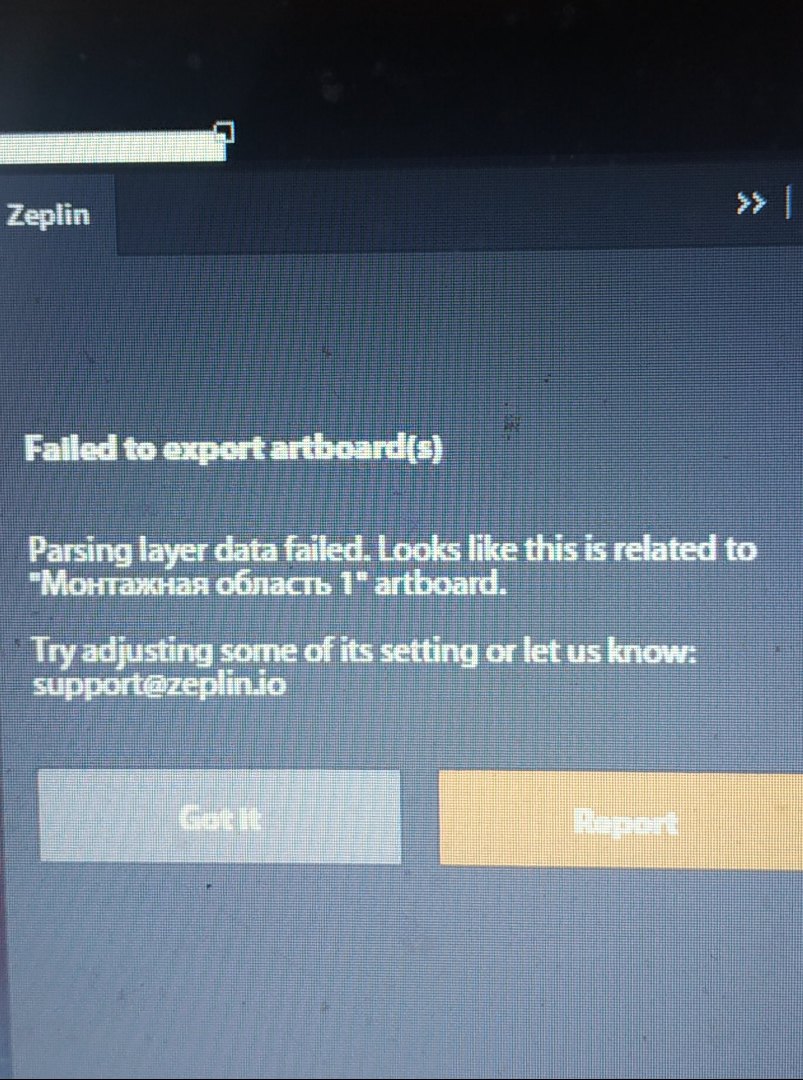 Zeplin
Failed to export artboard(s)
Parsing layer data failed. Looks like this is related to
"Монтажная область 1" artboard.
Try adjusting some of its setting or let us know:
support@zeplin.io
Got it
Report